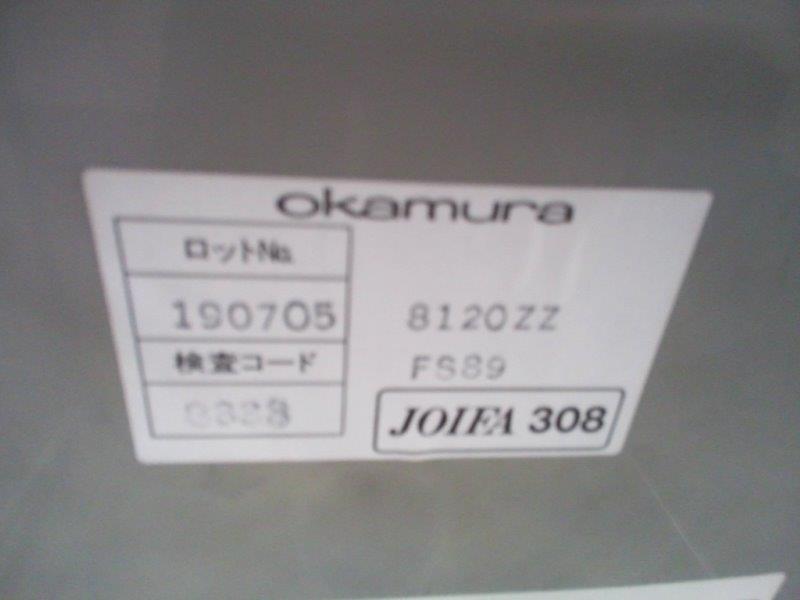 okamura
ロットNo.
190705
8120ZZ
検査コード
FS89
JOIFA 308